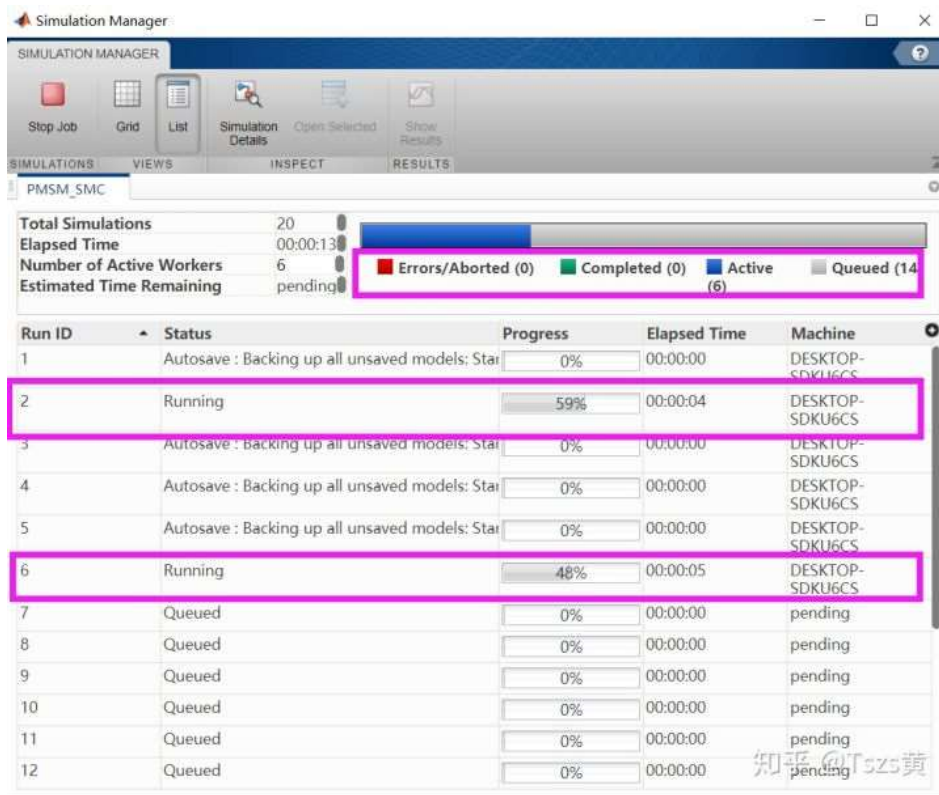 Simulation Manager
SIMULATION MANAGER
Stop Job Grid List Simulation Details Open Selected Show Results
SIMULATIONS VIEWS INSPECT RESULTS
PMSM_SMC
Total Simulations 20
Elapsed Time 00:00:13
Number of Active Workers 6
Estimated Time Remaining pending
Errors/Aborted (0) Completed (0) Active (6) Queued (14
Run ID Status Progress Elapsed Time Machine
1 Autosave : Backing up all unsaved models: Star 0% 00:00:00 DESKTOP-SDKU6CS
2 Running 59% 00:00:04 DESKTOP-SDKU6CS
3 Autosave : Backing up all unsaved models: Star 0% 00:00:00 DESKTOP-SDKU6CS
4 Autosave : Backing up all unsaved models: Star 0% 00:00:00 DESKTOP-SDKU6CS
5 Autosave : Backing up all unsaved models: Star 0% 00:00:00 DESKTOP-SDKU6CS
6 Running 48% 00:00:05 DESKTOP-SDKU6CS
7 Queued 0% 00:00:00 pending
8 Queued 0% 00:00:00 pending
9 Queued 0% 00:00:00 pending
10 Queued 0% 00:00:00 pending
11 Queued 0% 00:00:00 pending
12 Queued 0% 00:00:00 pending
知乎 @Tszs黄